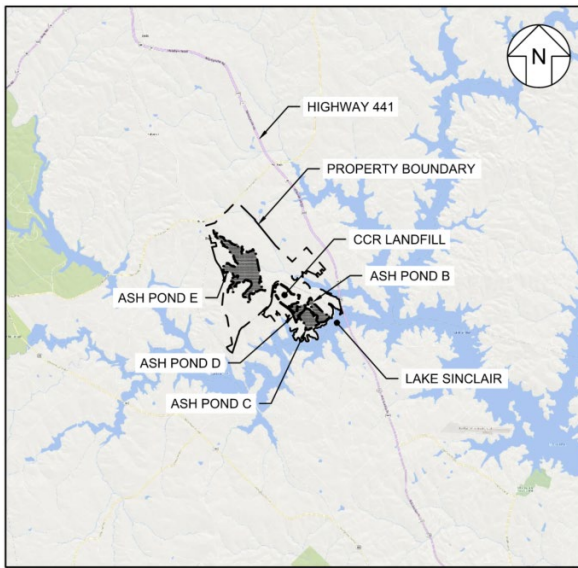 N
HIGHWAY 441
PROPERTY BOUNDARY
CCR LANDFILL
ASH POND B
ASH POND E
ASH POND D
LAKE SINCLAIR
ASH POND C